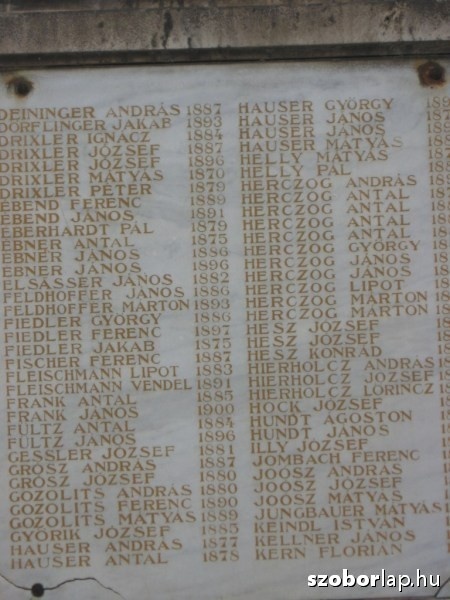 DEININGER ANDRÁS 1887
DÖRFLINGER JAKAB 1893
DRIXLER IGNÁCZ 1884
DRIXLER JÓZSEF 1887
DRIXLER JÓZSEF 1896
DRIXLER MÁTYÁS 1870
DRIXLER PÉTER 1879
ÉBEND FERENC 1889
ÉBEND JÁNOS 1891
EBERHARDT PÁL 1879
EBNER ANTAL 1875
EBNER JÁNOS 1886
EBNER JÁNOS 1896
ELSÄSSER JÁNOS 1882
FELDHOFFER JÁNOS 1886
FELDHOFFER MÁRTON 1893
FIEDLER GYÖRGY 1886
FIEDLER FERENC 1897
FIEDLER JAKAB 1875
FISCHER FERENC 1887
FLEISCHMANN LIPÓT 1883
FLEISCHMANN VENDEL 1891
FRANK ANTAL 1885
FRANK JÁNOS 1900
FÜLTZ ANTAL 1884
FÜLTZ JÁNOS 1896
GESSLER JÓZSEF 1881
GRÓSZ ANDRÁS 1887
GRÓSZ JÓZSEF 1880
GOZOLITS ANDRÁS 1880
GOZOLITS FERENC 1890
GOZOLITS MÁTYÁS 1889
GYŐRIK JÓZSEF 1885
HAUSER ANDRÁS 1877
HAUSER ANTAL 1878
HAUSER GYÖRGY
HAUSER JÁNOS
HAUSER JÁNOS
HAUSER MÁTYÁS
HELLY MÁTYÁS
HELLY PÁL
HERCZOG ANDRÁS
HERCZOG ANTAL
HERCZOG ANTAL
HERCZOG ANTAL
HERCZOG GYÖRGY
HERCZOG JÁNOS
HERCZOG JÁNOS
HERCZOG LIPÓT
HERCZOG MÁRTON
HERCZOG MÁRTON
HESZ JÓZSEF
HESZ JÓZSEF
HESZ KONRÁD
HIERHOLCZ ANDRÁS
HIERHOLCZ JÓZSEF
HIERHOLCZ LŐRINCZ
HOCK JÓZSEF
HUNDT ÁGOSTON
HUNDT JÁNOS
ILLY JÓZSEF
JOMBACH FERENC
JOÓSZ ANDRÁS
JOÓSZ JÓZSEF
JOÓSZ MÁTYÁS
JUNGBAUER MÁTYÁS
KEINDL ISTVÁN
KELLNER JÁNOS
KERN FLÓRIÁN
szoborlap.hu